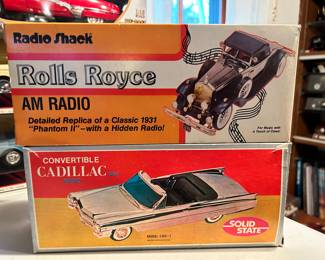 Radio Shack
Rolls Royce
AM RADIO
Detailed Replica of a Classic 1931
"Phantom II"—with a Hidden Radio!
For Music with
A Touch of Class!
CONVERTIBLE
CADILLAC
SOLID
STATE